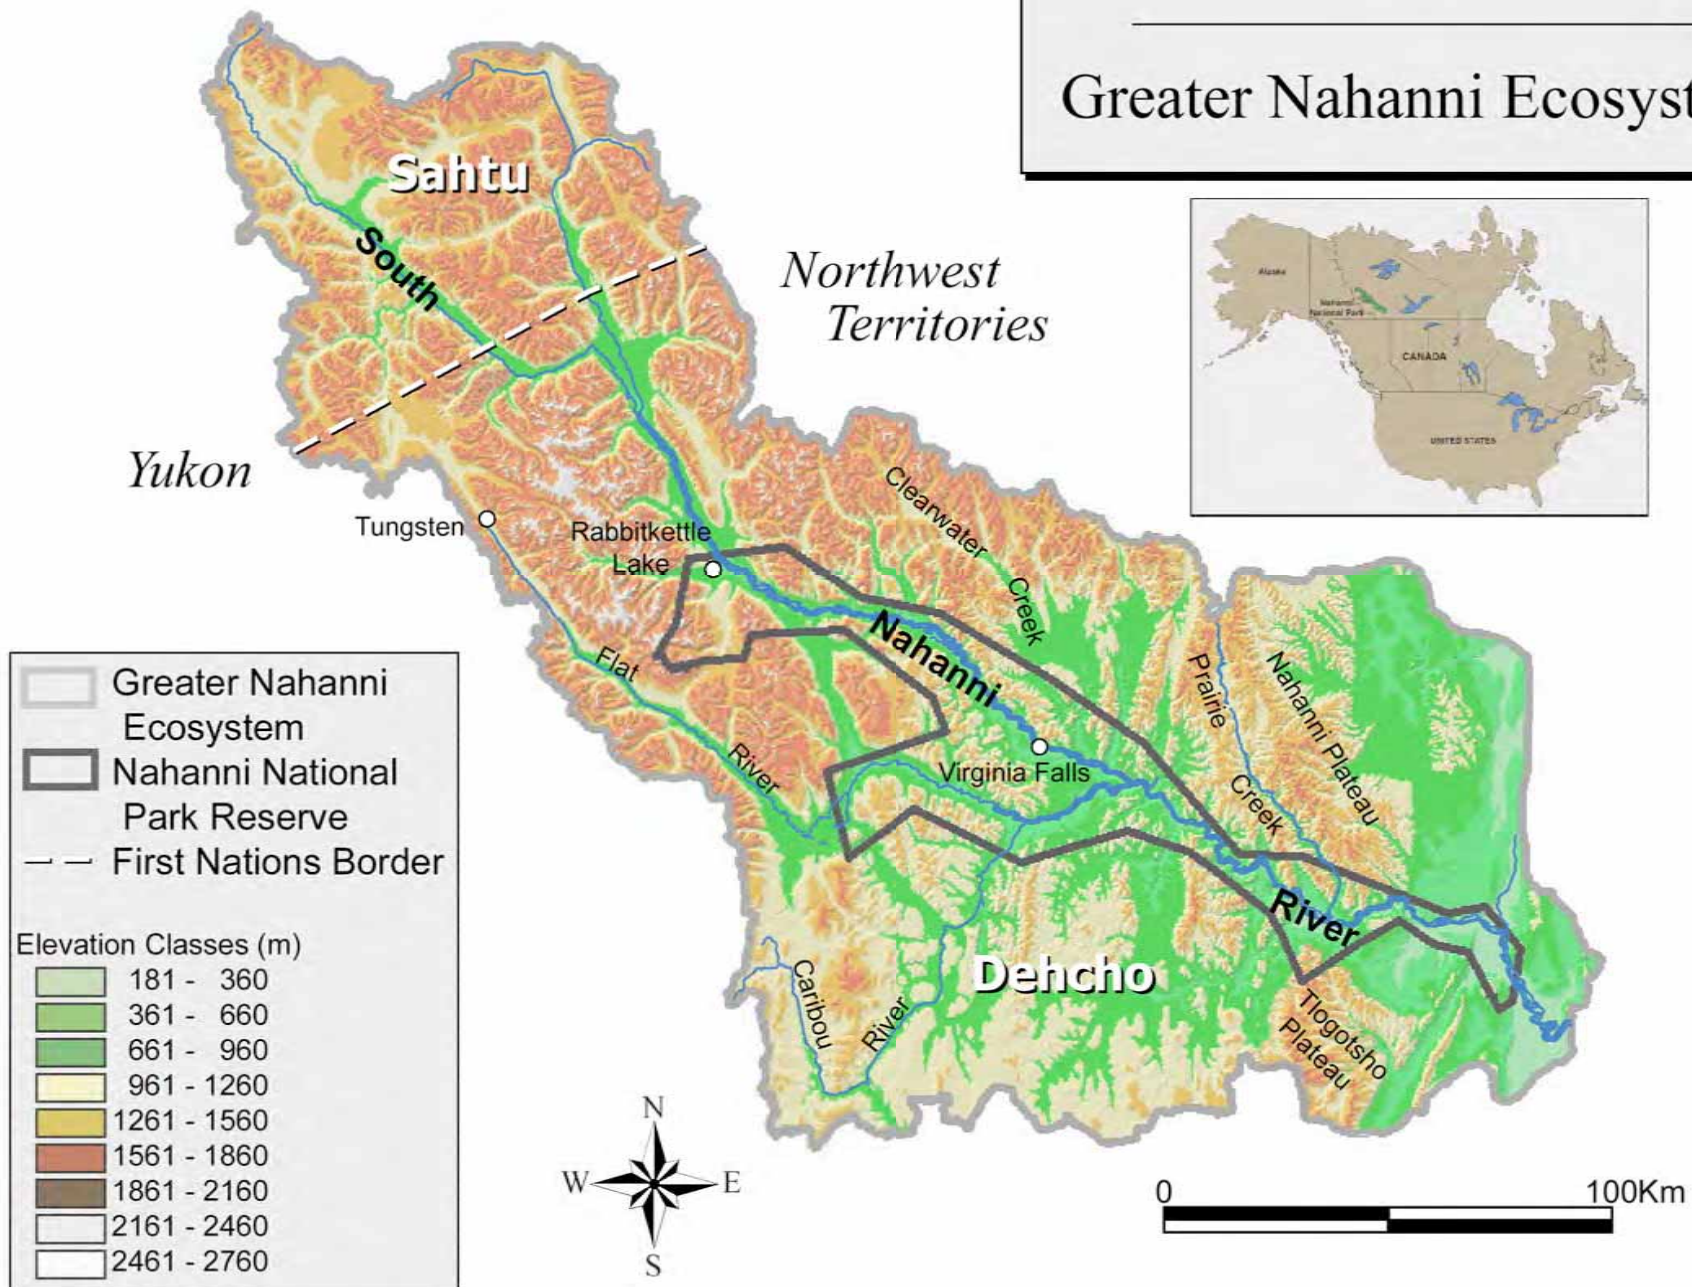 Greater Nahanni Ecosyst
Sahtu
South
Northwest
Territories
Yukon
Tungsten
Rabbitkettle
Lake
Clearwater
Creek
Nahanni
Flat
River
Virginia Falls
Prairie
Creek
Nahanni Plateau
River
Dehcho
Caribou
River
Tlogotsho
Plateau
Alaska
Nahanni
National Park
CANADA
UNITED STATES
Greater Nahanni
Ecosystem
Nahanni National
Park Reserve
First Nations Border
Elevation Classes (m)
181 - 360
361 - 660
661 - 960
961 - 1260
1261 - 1560
1561 - 1860
1861 - 2160
2161 - 2460
2461 - 2760
N
W E
S
0 100Km